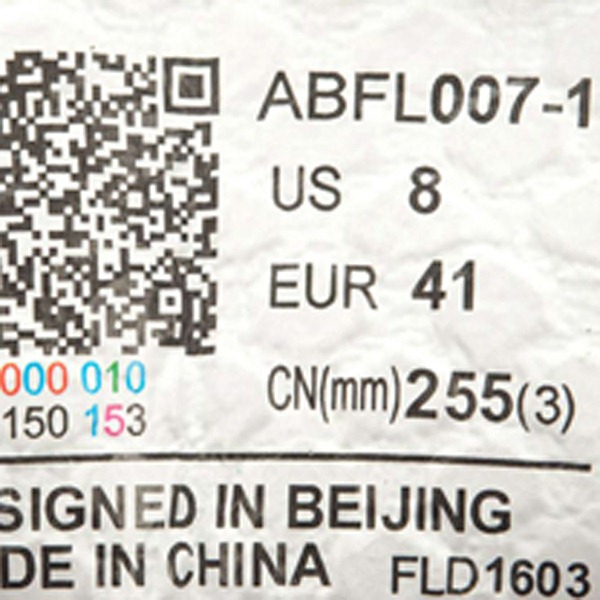 ABFL007-1
US 8
EUR 41
CN(mm)255(3)
000 010
150 153
SIGNED IN BEIJING
DE IN CHINA
FLD1603